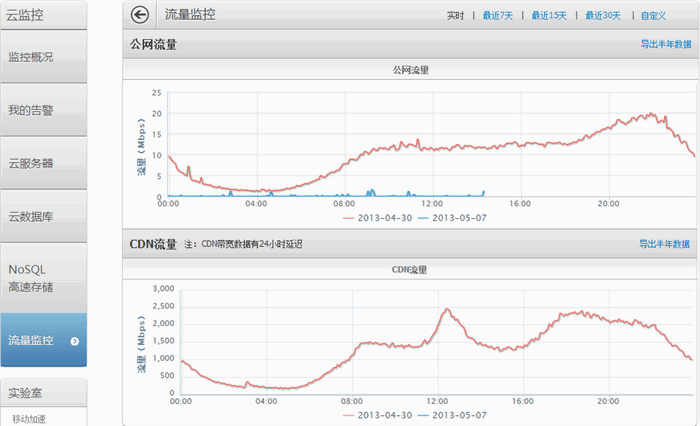 云监控
监控概况
我的告警
云服务器
云数据库
NoSQL
高速存储
流量监控
实验室
移动加速
流量监控
实时 | 最近7天 | 最近15天 | 最近30天 | 自定义
公网流量
导出半年数据
公网流量
流量（Mbps）
25
20
15
10
5
0
00:00 04:00 08:00 12:00 16:00 20:00
2013-04-30 2013-05-07
CDN流量 注：CDN带宽数据有24小时延迟
导出半年数据
CDN流量
流量（Mbps）
3,000
2,500
2,000
1,500
1,000
500
0
00:00 04:00 08:00 12:00 16:00 20:00
2013-04-30 2013-05-07